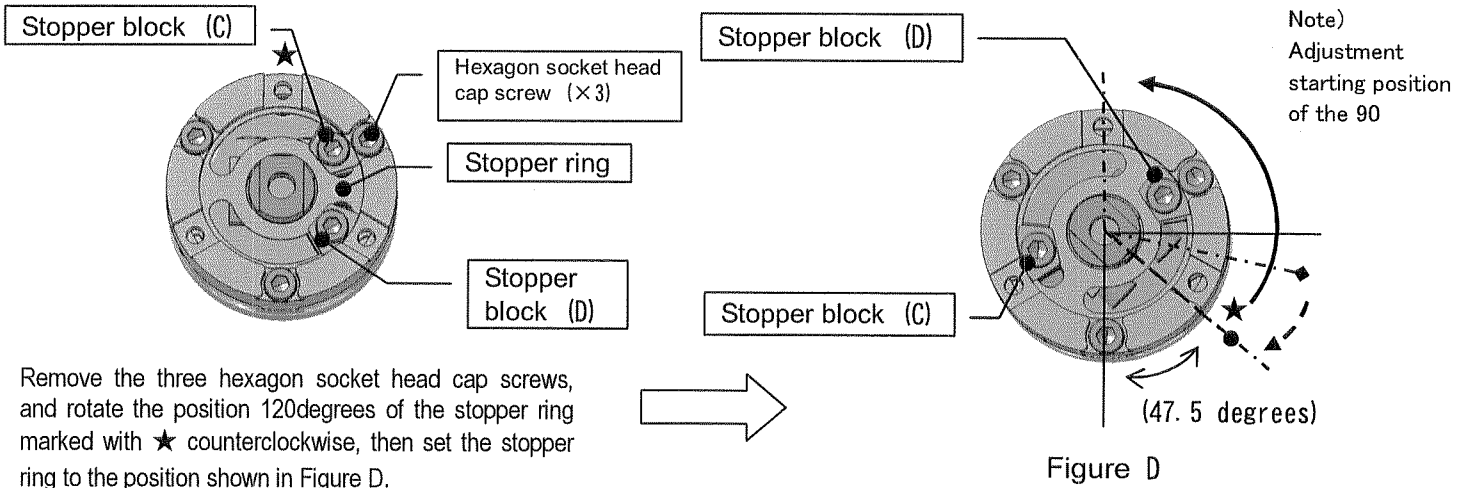 Stopper block (C)
★
Hexagon socket head
cap screw (×3)
Stopper ring
Stopper
block (D)
Remove the three hexagon socket head cap screws,
and rotate the position 120degrees of the stopper ring
marked with ★ counterclockwise, then set the stopper
ring to the position shown in Figure D.
Stopper block (D)
Note)
Adjustment
starting position
of the 90
Stopper block (C)
★
(47. 5 degrees)
Figure D